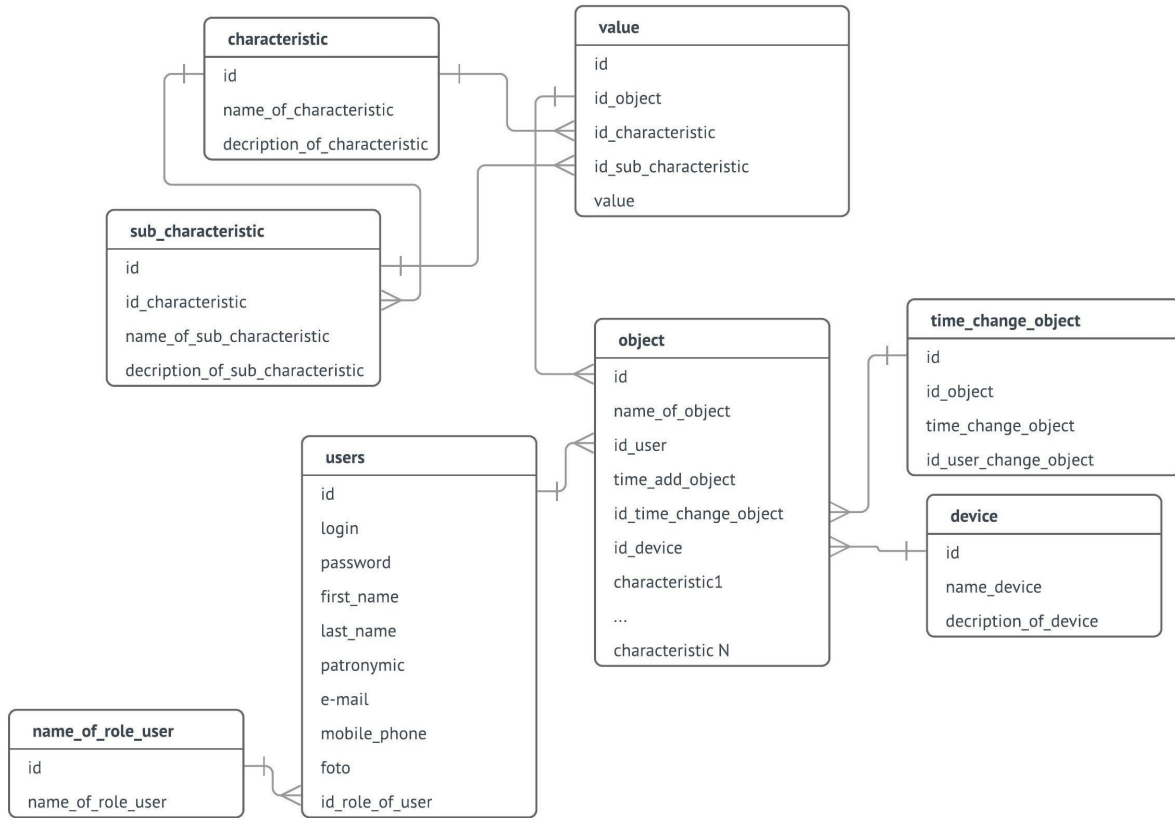 characteristic
id
name_of_characteristic
decription_of_characteristic
value
id
id_object
id_characteristic
id_sub_characteristic
value
sub_characteristic
id
id_characteristic
name_of_sub_characteristic
decription_of_sub_characteristic
object
id
name_of_object
id_user
time_add_object
id_time_change_object
id_device
characteristic1
...
characteristic N
time_change_object
id
id_object
time_change_object
id_user_change_object
device
id
name_device
decription_of_device
users
id
login
password
first_name
last_name
patronymic
e-mail
mobile_phone
foto
id_role_of_user
name_of_role_user
id
name_of_role_user